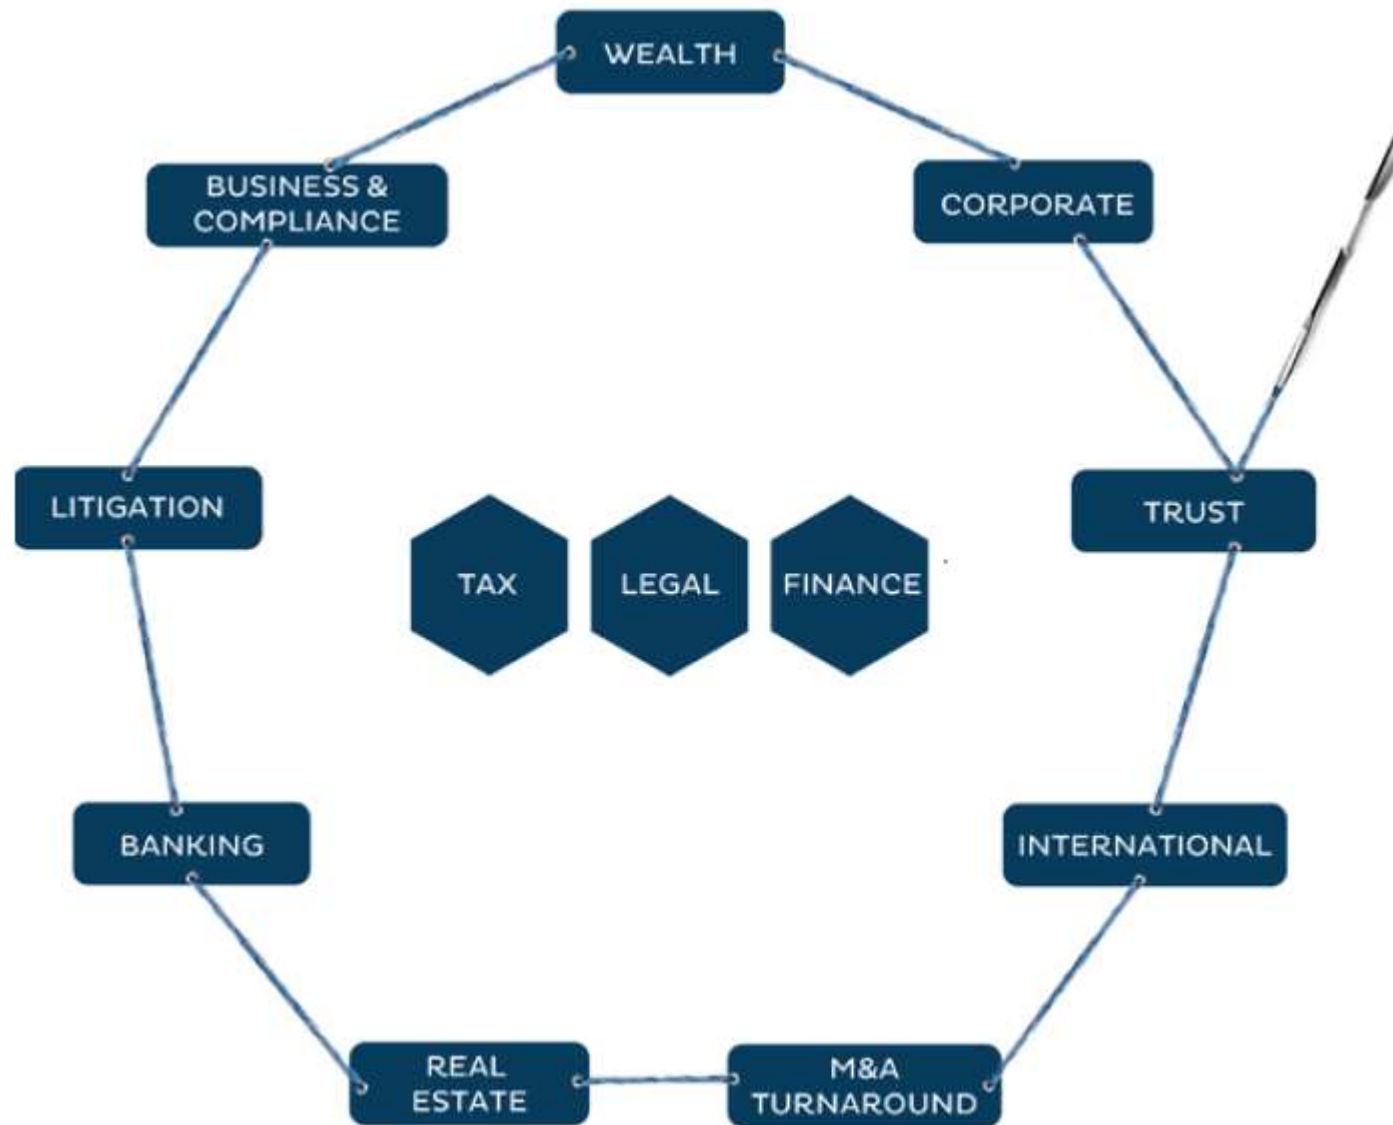 WEALTH
BUSINESS &
COMPLIANCE
CORPORATE
LITIGATION
TRUST
TAX
LEGAL
FINANCE
BANKING
INTERNATIONAL
REAL
ESTATE
M&A
TURNAROUND